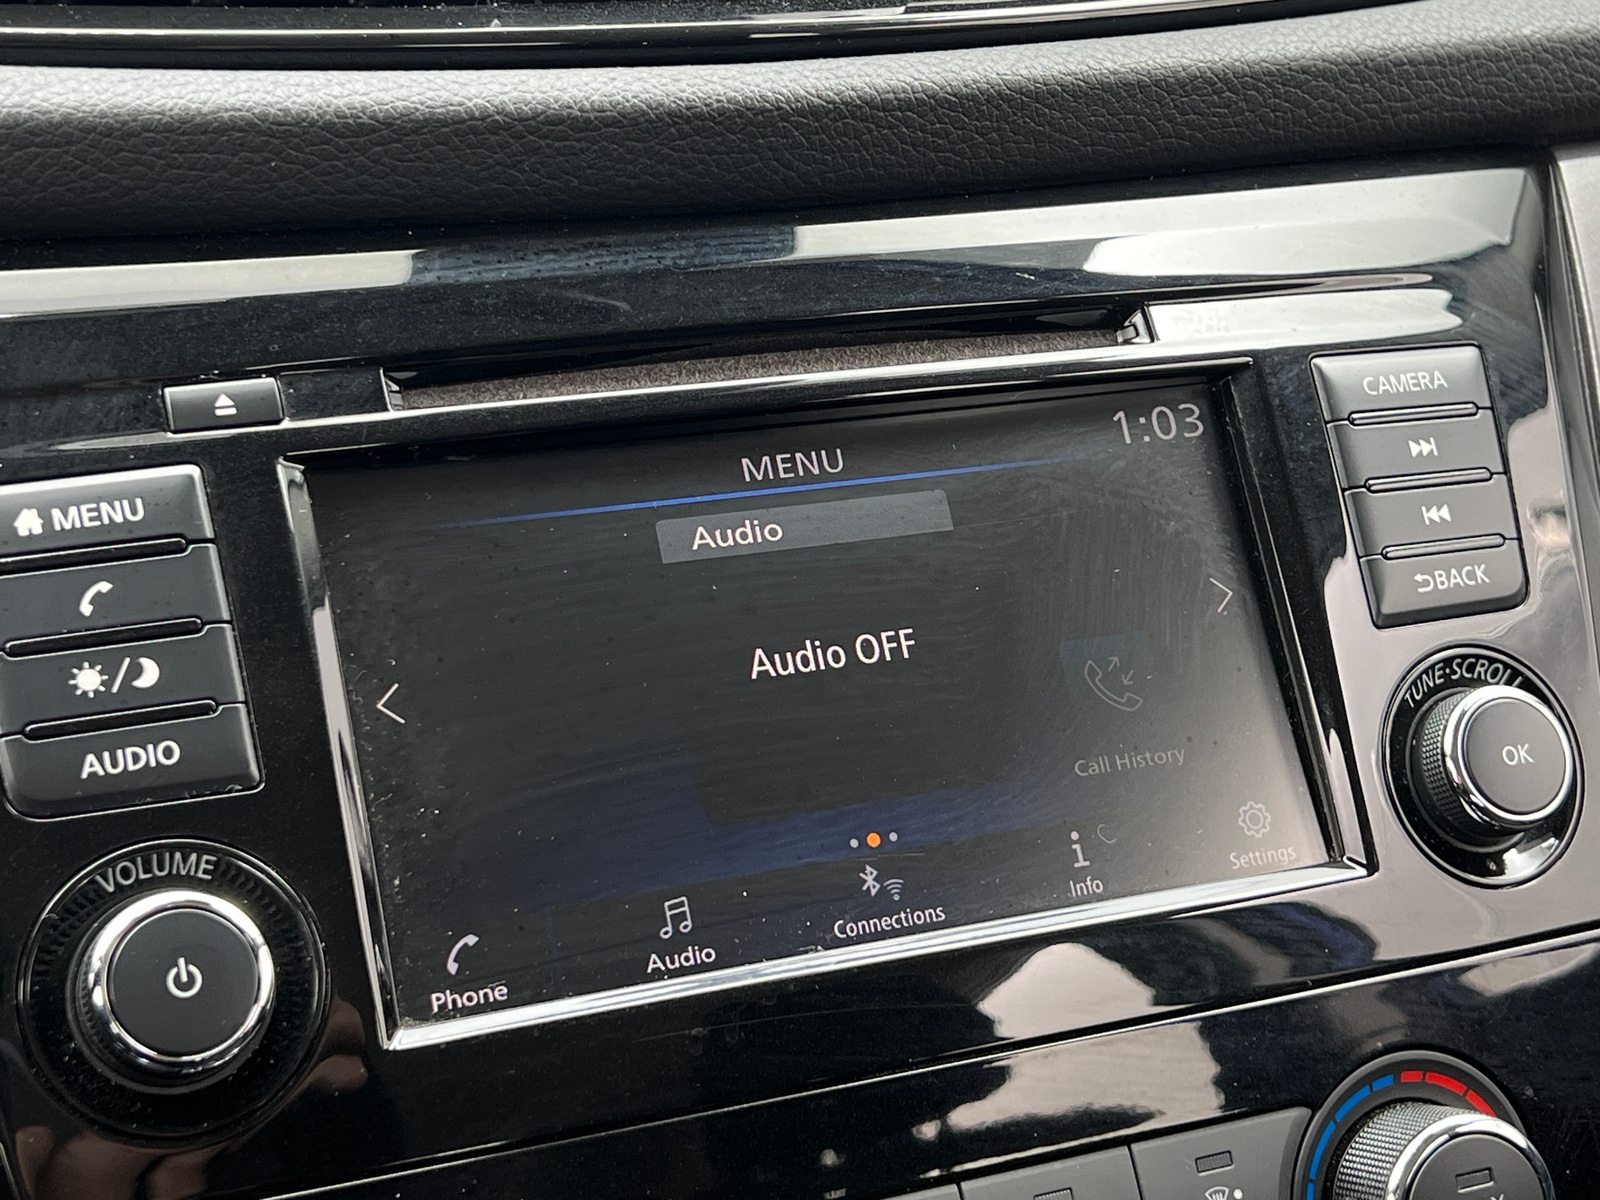 CAMERA
1:03
MENU
MENU
Audio
BACK
Audio OFF
TUNE·SCROLL
OK
AUDIO
Call History
VOLUME
Settings
Info
Connections
Audio
Phone